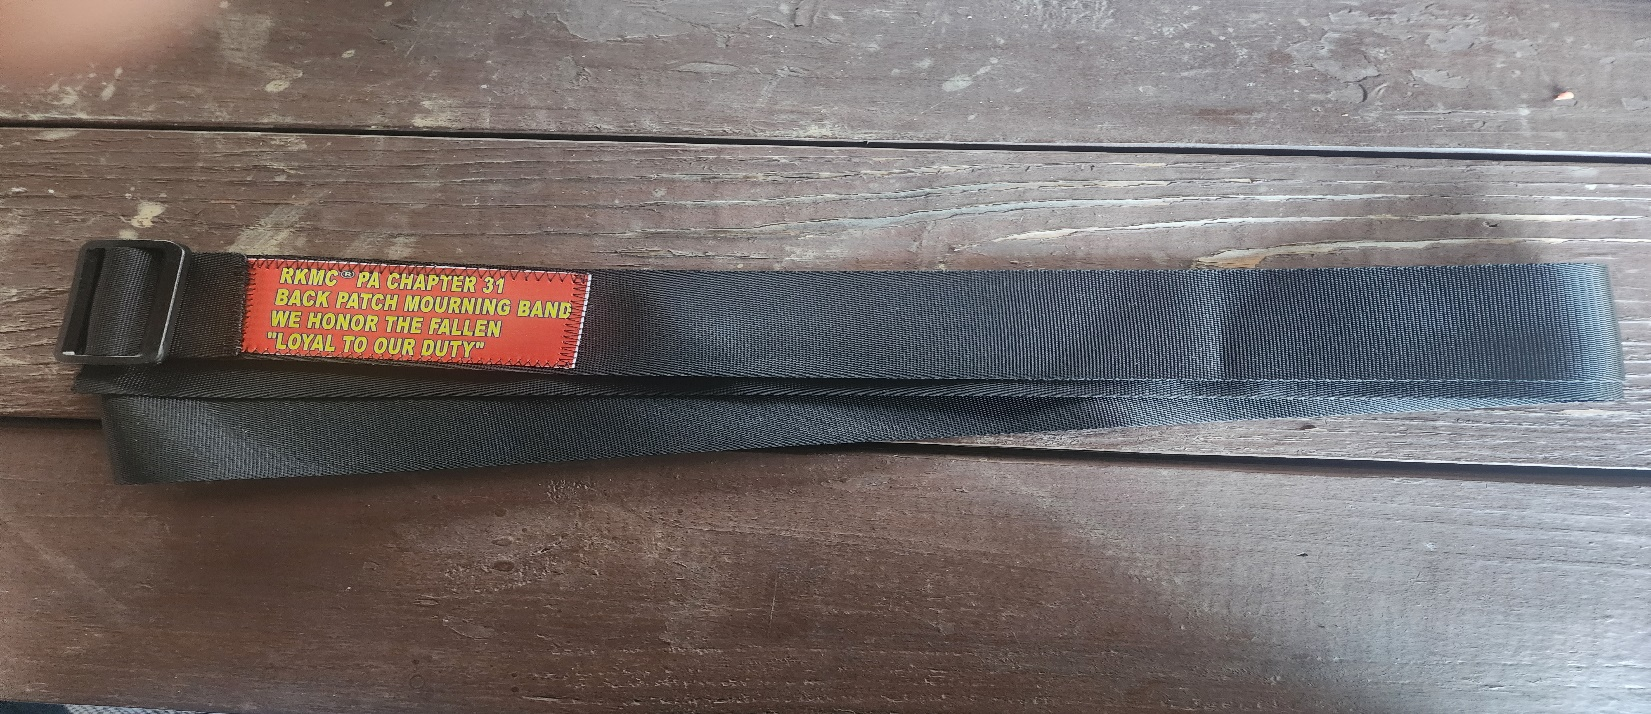 RKMC® PA CHAPTER 31
BACK PATCH MOURNING BAND
WE HONOR THE FALLEN
"LOYAL TO OUR DUTY"